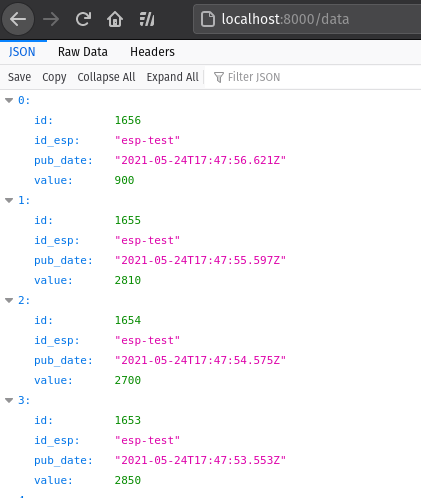 localhost:8000/data
JSON Raw Data Headers
Save Copy Collapse All Expand All Filter JSON
0:
id: 1656
id_esp: "esp-test"
pub_date: "2021-05-24T17:47:56.621Z"
value: 900
1:
id: 1655
id_esp: "esp-test"
pub_date: "2021-05-24T17:47:55.597Z"
value: 2810
2:
id: 1654
id_esp: "esp-test"
pub_date: "2021-05-24T17:47:54.575Z"
value: 2700
3:
id: 1653
id_esp: "esp-test"
pub_date: "2021-05-24T17:47:53.553Z"
value: 2850